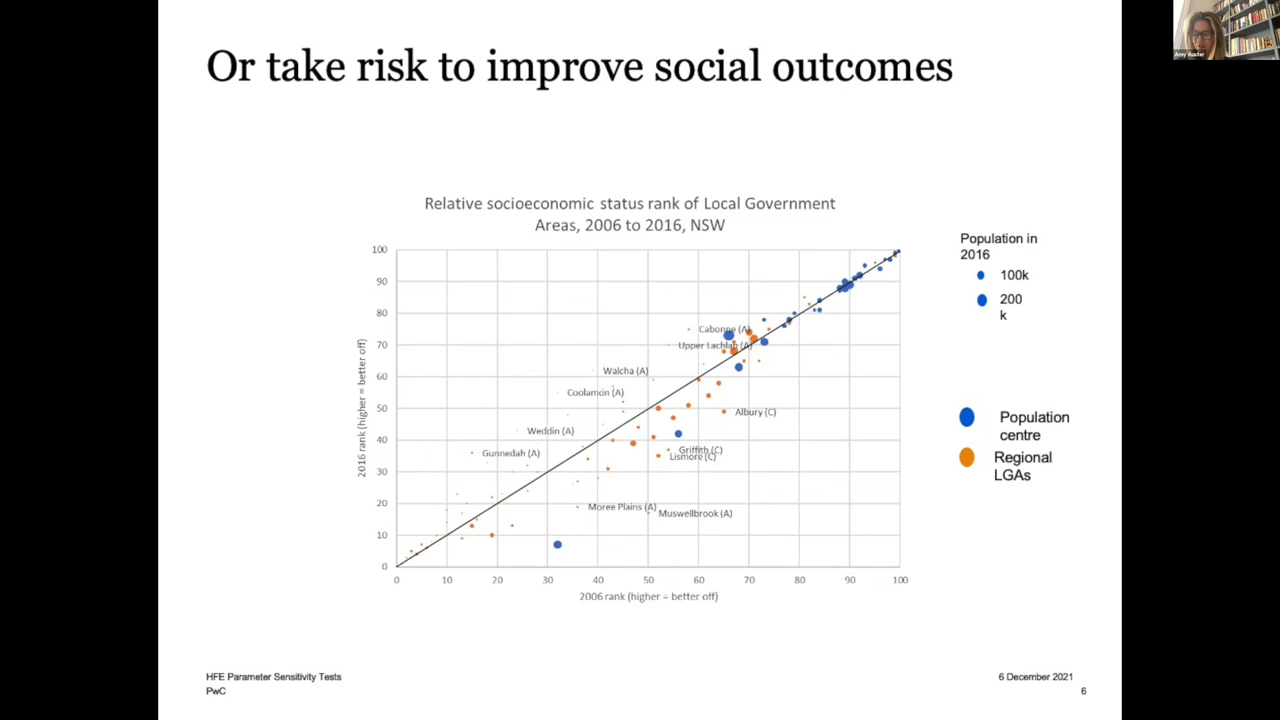 Or take risk to improve social outcomes
Amy Auster
Relative socioeconomic status rank of Local Government
Areas, 2006 to 2016, NSW
2016 rank (higher = better off)
100
90
80
70
60
50
40
30
20
10
0
Cabonne (A)
Upper Lachlan (A)
Walcha (A)
Coolamon (A)
Albury (C)
Weddin (A)
Griffith (C)
Gunnedah (A)
Lismore (C)
Moree Plains (A)
Muswellbrook (A)
0 10 20 30 40 50 60 70 80 90 100
2006 rank (higher = better off)
Population in
2016
100k
200
k
Population
centre
Regional
LGAs
HFE Parameter Sensitivity Tests
PwC
6 December 2021
6